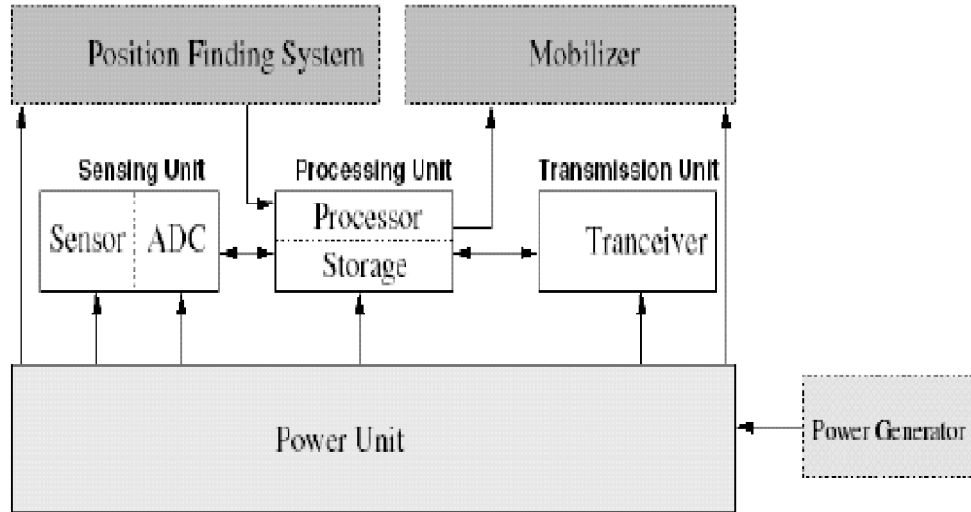 Position Finding System
Mobilizer
Sensing Unit
Processing Unit
Transmission Unit
Sensor
ADC
Processor
Storage
Tranceiver
Power Unit
Power Generator